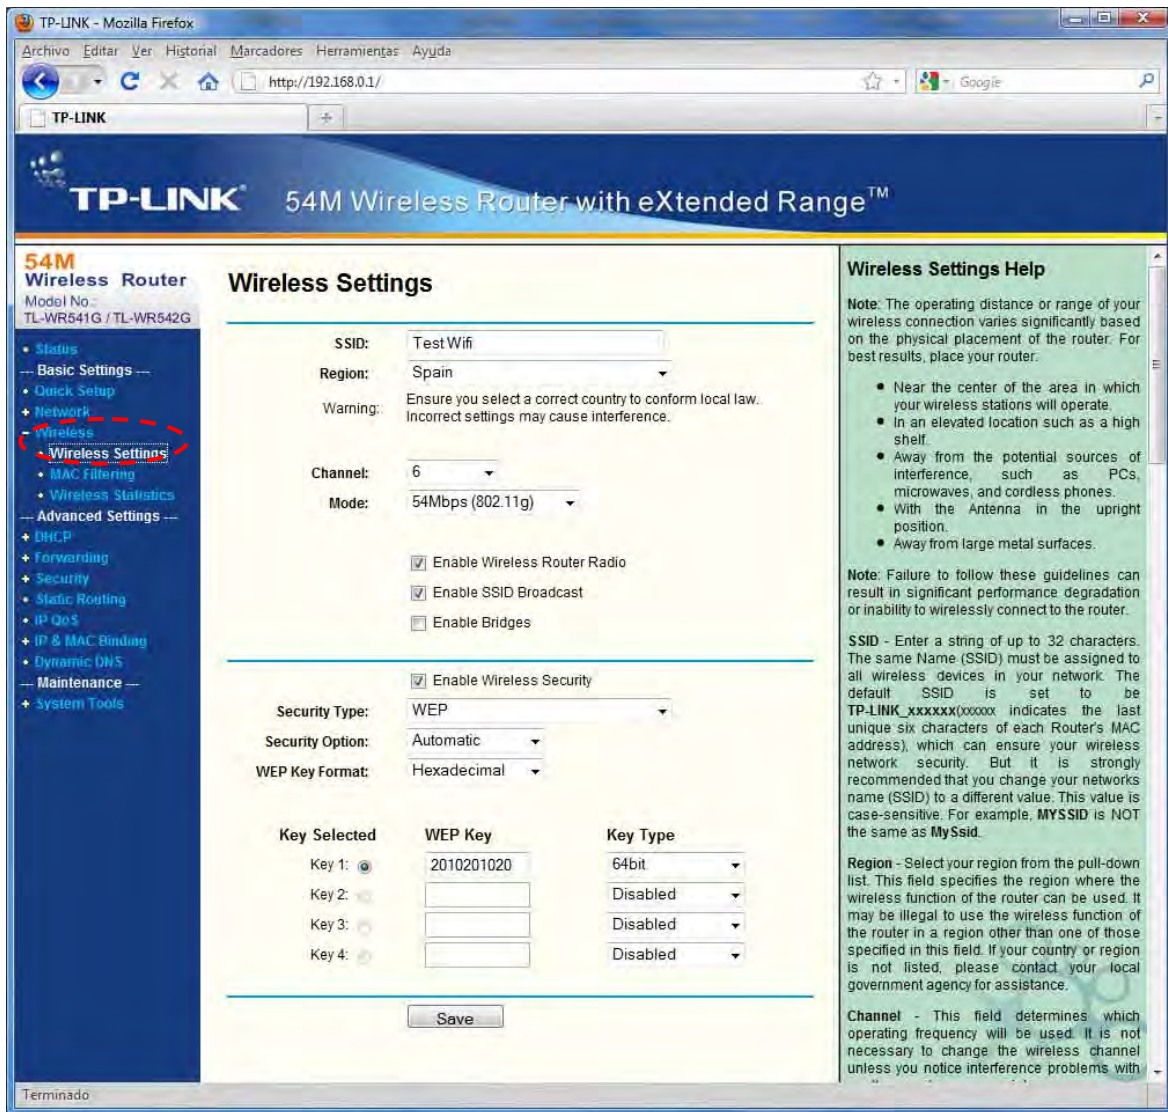 TP-LINK - Mozilla Firefox
Archivo Editar Ver Historial Marcadores Herramientas Ayuda
http://192.168.0.1/
Google
TP-LINK
TP-LINK® 54M Wireless Router with eXtended Range™
54M
Wireless Router
Model No.:
TL-WR541G / TL-WR542G
• Status
--- Basic Settings ---
• Quick Setup
+ Network
- Wireless
• Wireless Settings
• MAC Filtering
• Wireless Statistics
--- Advanced Settings ---
+ DHCP
+ Forwarding
+ Security
• Static Routing
• IP QoS
+ IP & MAC Binding
• Dynamic DNS
--- Maintenance ---
+ System Tools
Wireless Settings
SSID: Test Wifi
Region: Spain
Warning: Ensure you select a correct country to conform local law.
Incorrect settings may cause interference.
Channel: 6
Mode: 54Mbps (802.11g)
Enable Wireless Router Radio
Enable SSID Broadcast
Enable Bridges
Enable Wireless Security
Security Type: WEP
Security Option: Automatic
WEP Key Format: Hexadecimal
Key Selected WEP Key Key Type
Key 1: 2010201020 64bit
Key 2: Disabled
Key 3: Disabled
Key 4: Disabled
Save
Wireless Settings Help
Note: The operating distance or range of your
wireless connection varies significantly based
on the physical placement of the router. For
best results, place your router.
• Near the center of the area in which
your wireless stations will operate.
• In an elevated location such as a high
shelf.
• Away from the potential sources of
interference, such as PCs,
microwaves, and cordless phones.
• With the Antenna in the upright
position.
• Away from large metal surfaces.
Note: Failure to follow these guidelines can
result in significant performance degradation
or inability to wirelessly connect to the router.
SSID - Enter a string of up to 32 characters.
The same Name (SSID) must be assigned to
all wireless devices in your network. The
default SSID is set to be
TP-LINK_xxxxxx(xxxxxx indicates the last
unique six characters of each Router's MAC
address), which can ensure your wireless
network security. But it is strongly
recommended that you change your networks
name (SSID) to a different value. This value is
case-sensitive. For example, MYSSID is NOT
the same as MySsid.
Region - Select your region from the pull-down
list. This field specifies the region where the
wireless function of the router can be used. It
may be illegal to use the wireless function of
the router in a region other than one of those
specified in this field. If your country or region
is not listed, please contact your local
government agency for assistance.
Channel - This field determines which
operating frequency will be used. It is not
necessary to change the wireless channel
unless you notice interference problems with
Terminado